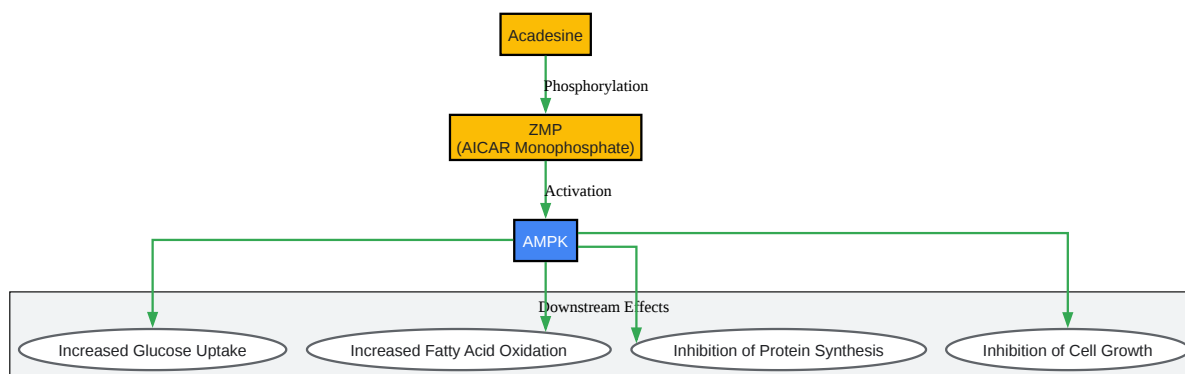 Acadesine
Phosphorylation
ZMP
(AICAR Monophosphate)
Activation
AMPK
Downstream Effects
Increased Glucose Uptake
Increased Fatty Acid Oxidation
Inhibition of Protein Synthesis
Inhibition of Cell Growth